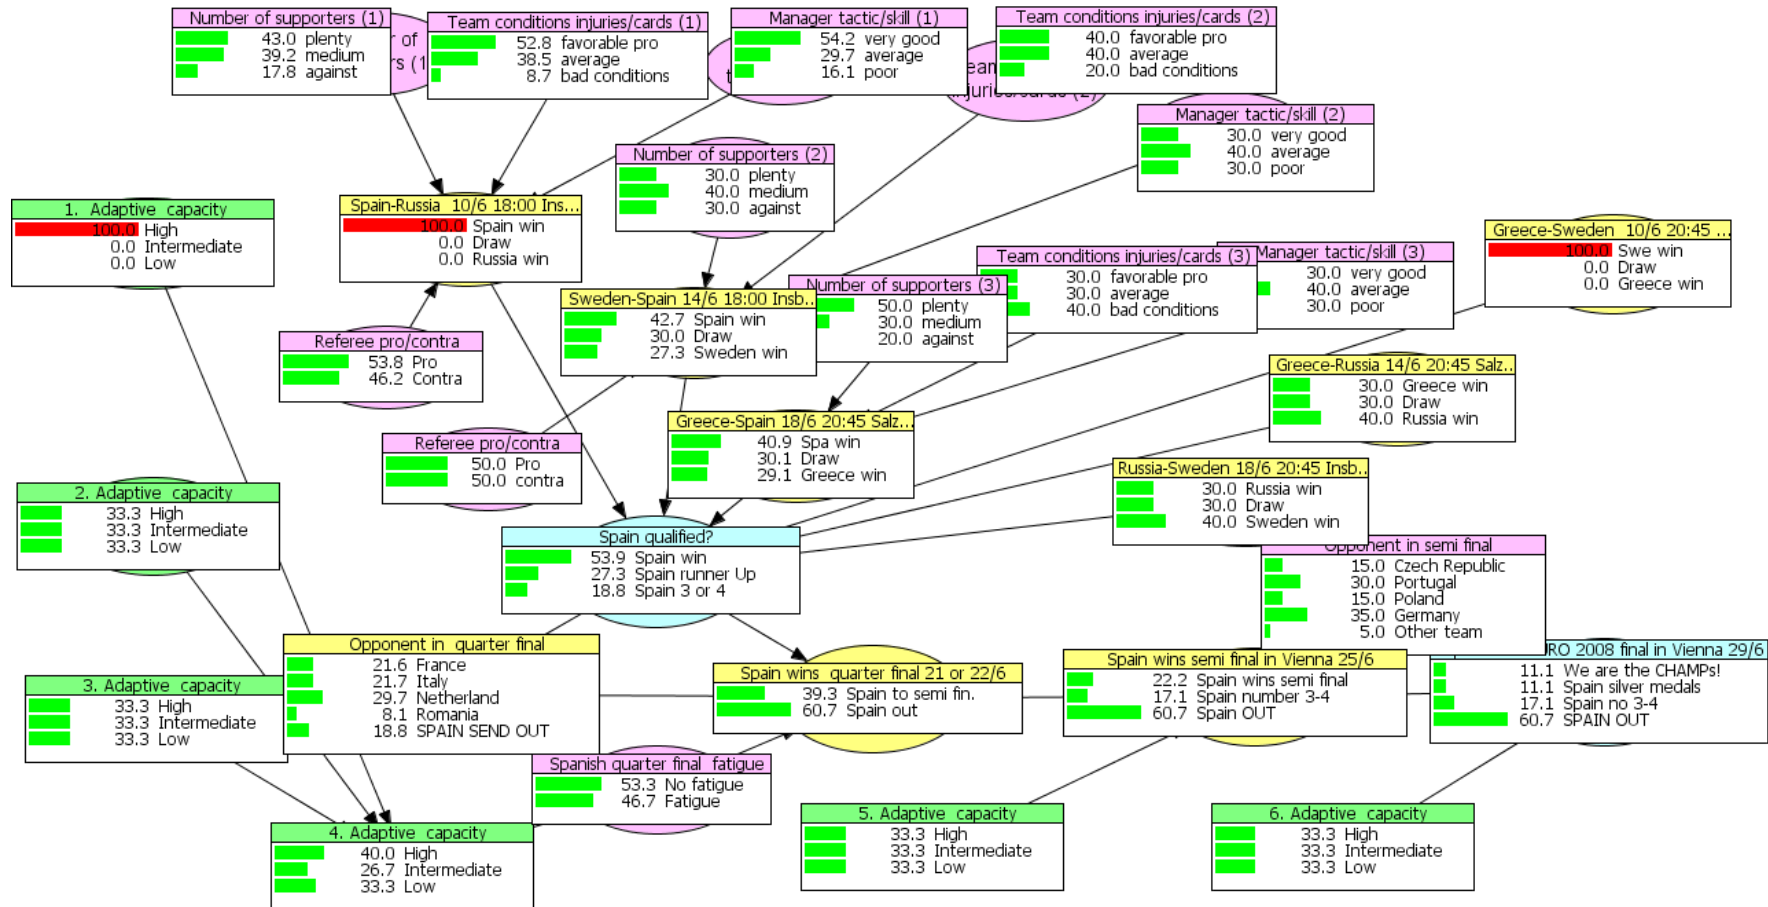 Number of supporters (1)
43.0 plenty
39.2 medium
17.8 against
er of
rs (1
Team conditions injuries/cards (1)
52.8 favorable pro
38.5 average
8.7 bad conditions
Manager tactic/skill (1)
54.2 very good
29.7 average
16.1 poor
t
Team conditions injuries/cards (2)
40.0 favorable pro
40.0 average
20.0 bad conditions
eam
injuries/cards (2)
Manager tactic/skill (2)
30.0 very good
40.0 average
30.0 poor
Number of supporters (2)
30.0 plenty
40.0 medium
30.0 against
1. Adaptive capacity
100.0 High
0.0 Intermediate
0.0 Low
Spain-Russia 10/6 18:00 Ins...
100.0 Spain win
0.0 Draw
0.0 Russia win
Greece-Sweden 10/6 20:45 ...
100.0 Swe win
0.0 Draw
0.0 Greece win
Team conditions injuries/cards (3)
30.0 favorable pro
30.0 average
40.0 bad conditions
Manager tactic/skill (3)
30.0 very good
40.0 average
30.0 poor
Number of supporters (3)
50.0 plenty
30.0 medium
20.0 against
Sweden-Spain 14/6 18:00 Insb...
42.7 Spain win
30.0 Draw
27.3 Sweden win
Referee pro/contra
53.8 Pro
46.2 Contra
Greece-Russia 14/6 20:45 Salz...
30.0 Greece win
30.0 Draw
40.0 Russia win
Greece-Spain 18/6 20:45 Salz...
40.9 Spa win
30.1 Draw
29.1 Greece win
Referee pro/contra
50.0 Pro
50.0 contra
Russia-Sweden 18/6 20:45 Insb...
30.0 Russia win
30.0 Draw
40.0 Sweden win
2. Adaptive capacity
33.3 High
33.3 Intermediate
33.3 Low
Spain qualified?
53.9 Spain win
27.3 Spain runner Up
18.8 Spain 3 or 4
Opponent in semi final
15.0 Czech Republic
30.0 Portugal
15.0 Poland
35.0 Germany
5.0 Other team
Opponent in quarter final
21.6 France
21.7 Italy
29.7 Netherland
8.1 Romania
18.8 SPAIN SEND OUT
Spain wins quarter final 21 or 22/6
39.3 Spain to semi fin.
60.7 Spain out
Spain wins semi final in Vienna 25/6
22.2 Spain wins semi final
17.1 Spain number 3-4
60.7 Spain OUT
RO 2008 final in Vienna 29/6
11.1 We are the CHAMPs!
11.1 Spain silver medals
17.1 Spain no 3-4
60.7 SPAIN OUT
3. Adaptive capacity
33.3 High
33.3 Intermediate
33.3 Low
Spanish quarter final fatigue
53.3 No fatigue
46.7 Fatigue
4. Adaptive capacity
40.0 High
26.7 Intermediate
33.3 Low
5. Adaptive capacity
33.3 High
33.3 Intermediate
33.3 Low
6. Adaptive capacity
33.3 High
33.3 Intermediate
33.3 Low